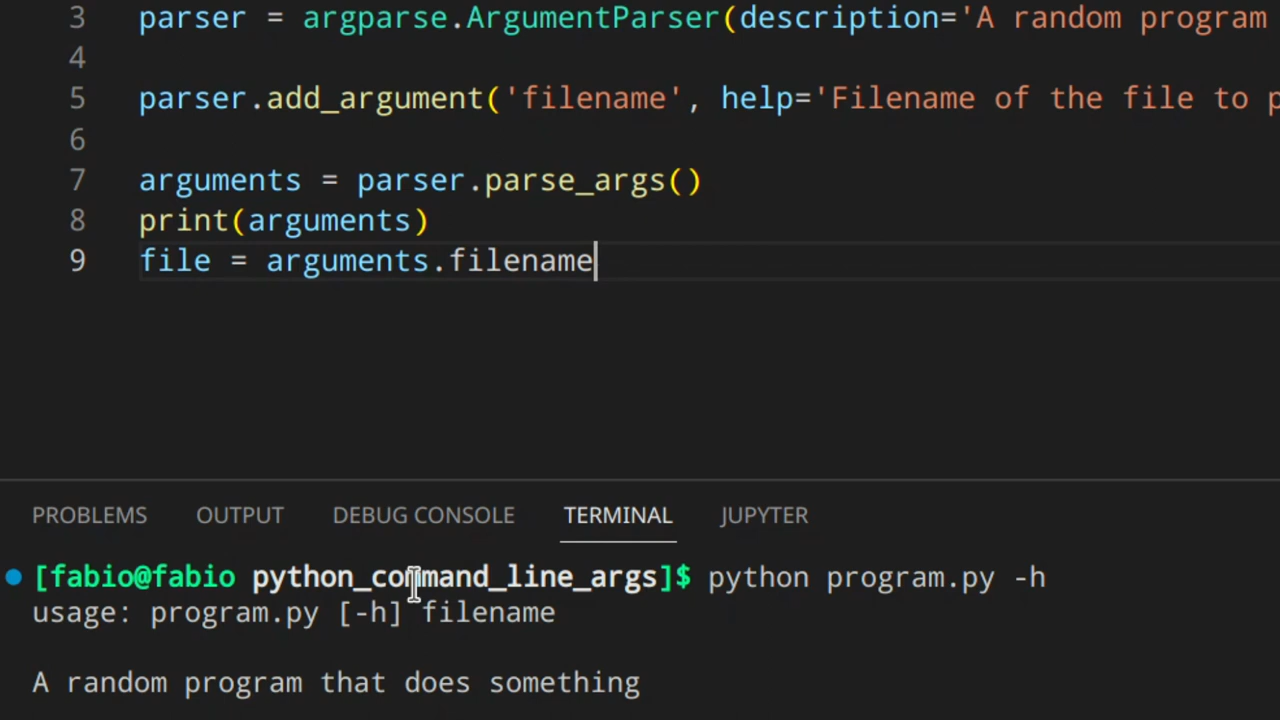 3 parser = argparse.ArgumentParser(description='A random program
4
5 parser.add_argument('filename', help='Filename of the file to p
6
7 arguments = parser.parse_args()
8 print(arguments)
9 file = arguments.filename
PROBLEMS OUTPUT DEBUG CONSOLE TERMINAL JUPYTER
[fabio@fabio python_command_line_args]$ python program.py -h
usage: program.py [-h] filename
A random program that does something